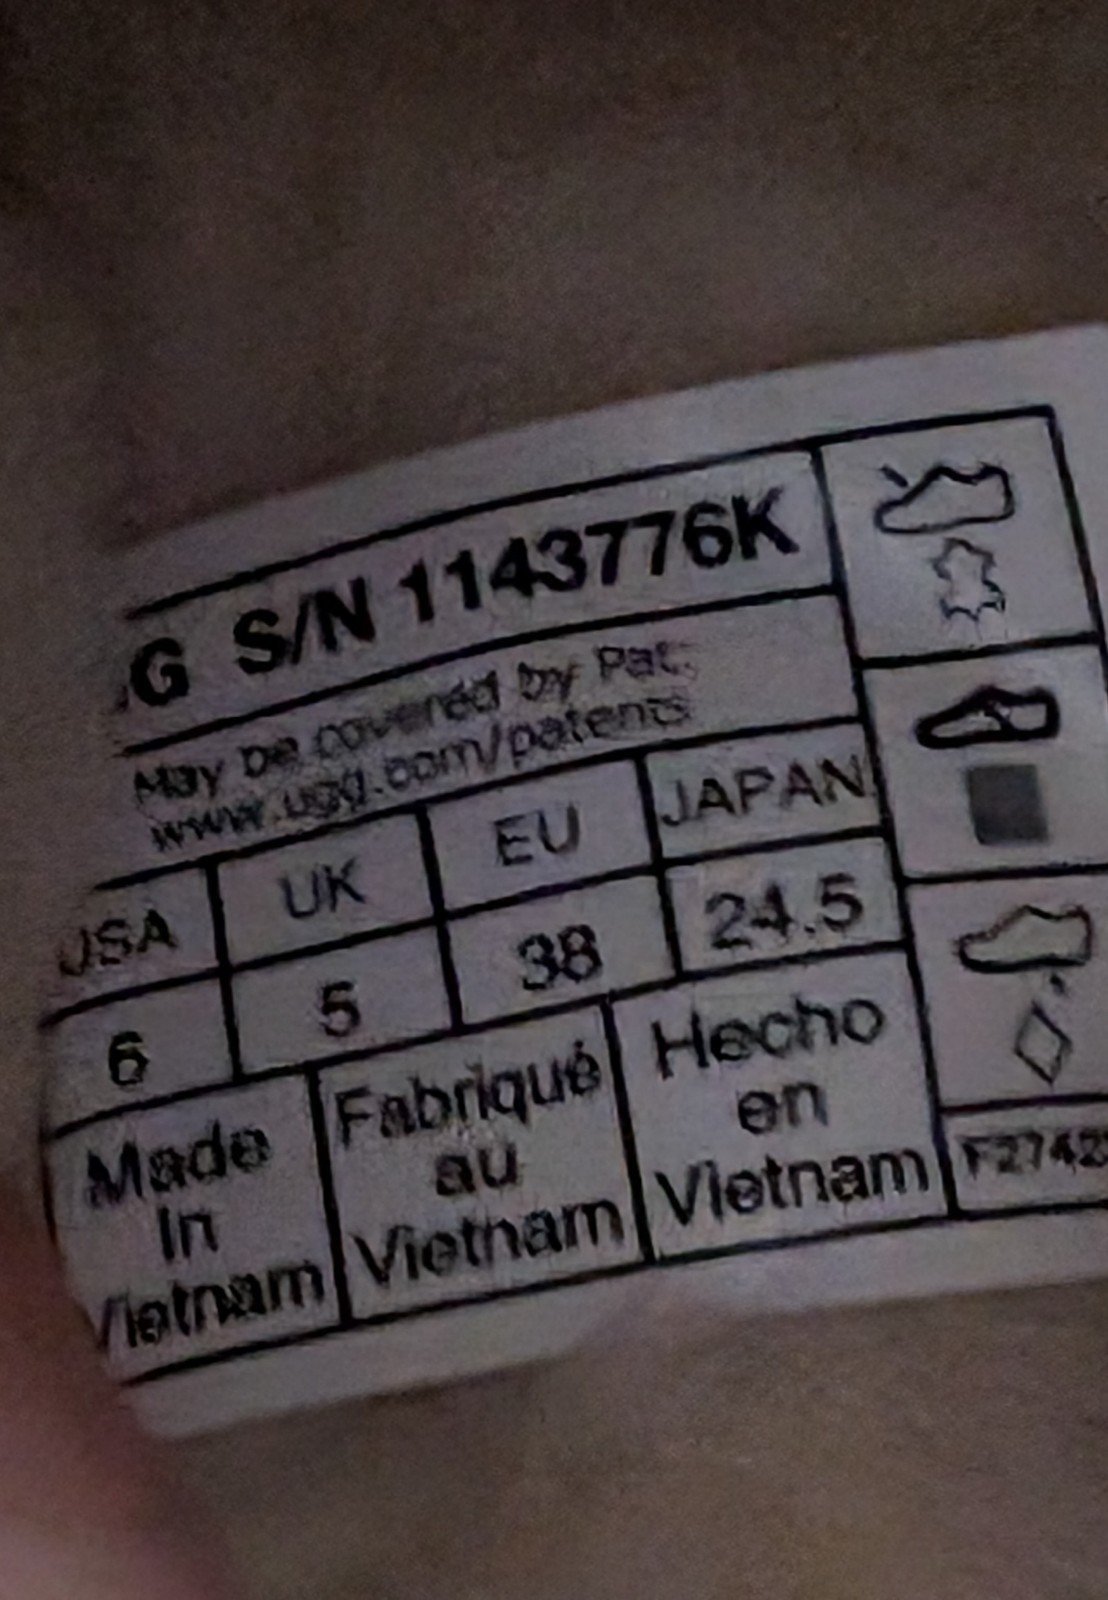 G S/N 1143776K
May be covered by Pat.
www.ugg.com/patents
USA UK EU JAPAN
6 5 38 24.5
Made
In
Vietnam
Fabriqué
au
Vietnam
Hecho
en
Vietnam